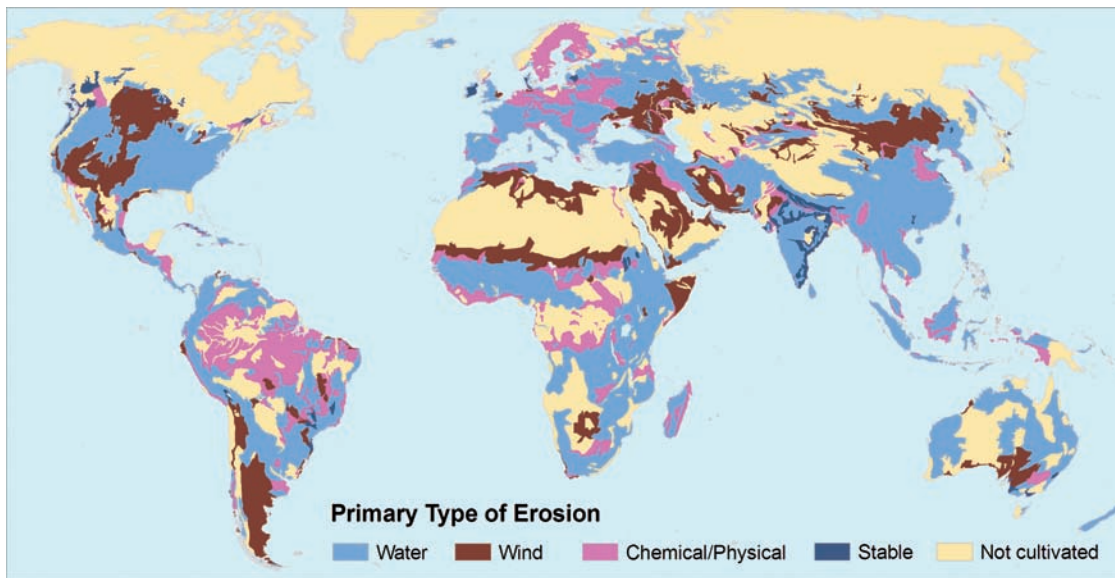 Primary Type of Erosion
Water Wind Chemical/Physical Stable Not cultivated